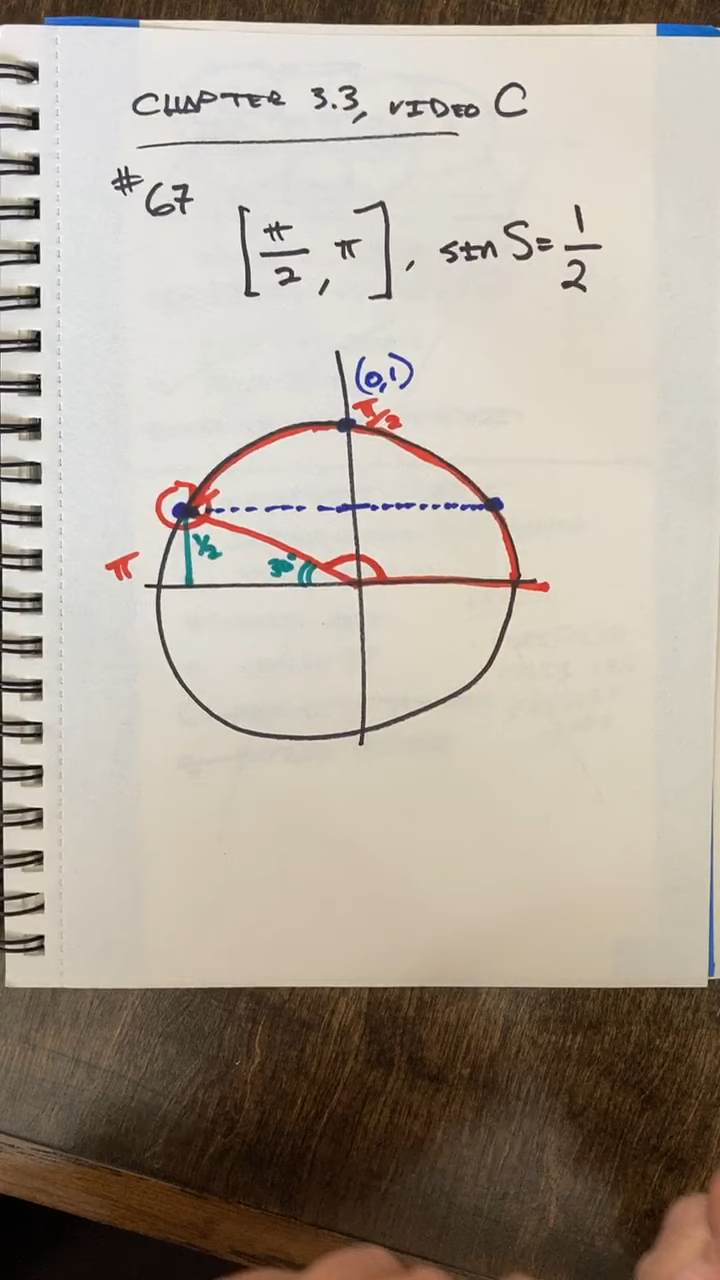 CHAPTER 3.3, VIDEO C
#67 [π/2, π], sin S = 1/2
(0,1)
π/2
1/2
π
30°